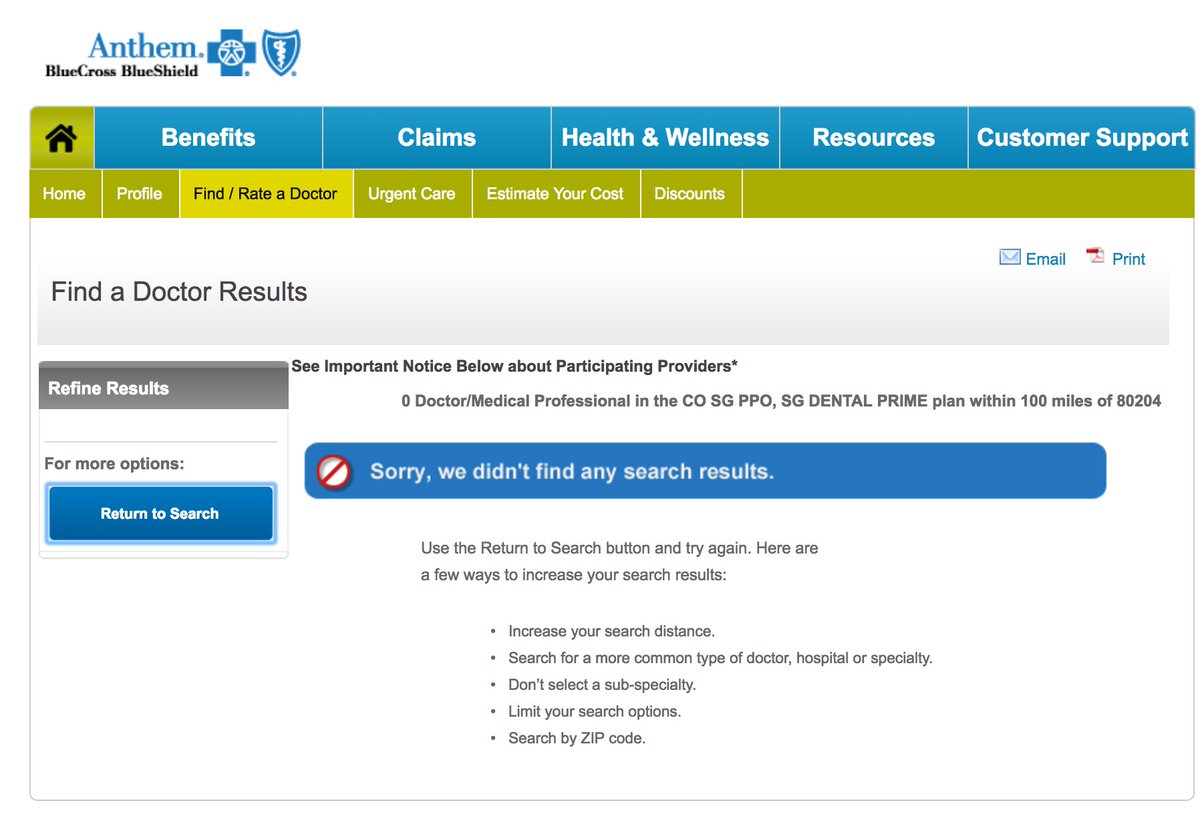 Anthem.
BlueCross BlueShield
Benefits
Claims
Health & Wellness
Resources
Customer Support
Home
Profile
Find / Rate a Doctor
Urgent Care
Estimate Your Cost
Discounts
Email
Print
Find a Doctor Results
Refine Results
For more options:
Return to Search
See Important Notice Below about Participating Providers*
0 Doctor/Medical Professional in the CO SG PPO, SG DENTAL PRIME plan within 100 miles of 80204
Sorry, we didn't find any search results.
Use the Return to Search button and try again. Here are
a few ways to increase your search results:
• Increase your search distance.
• Search for a more common type of doctor, hospital or specialty.
• Don’t select a sub-specialty.
• Limit your search options.
• Search by ZIP code.